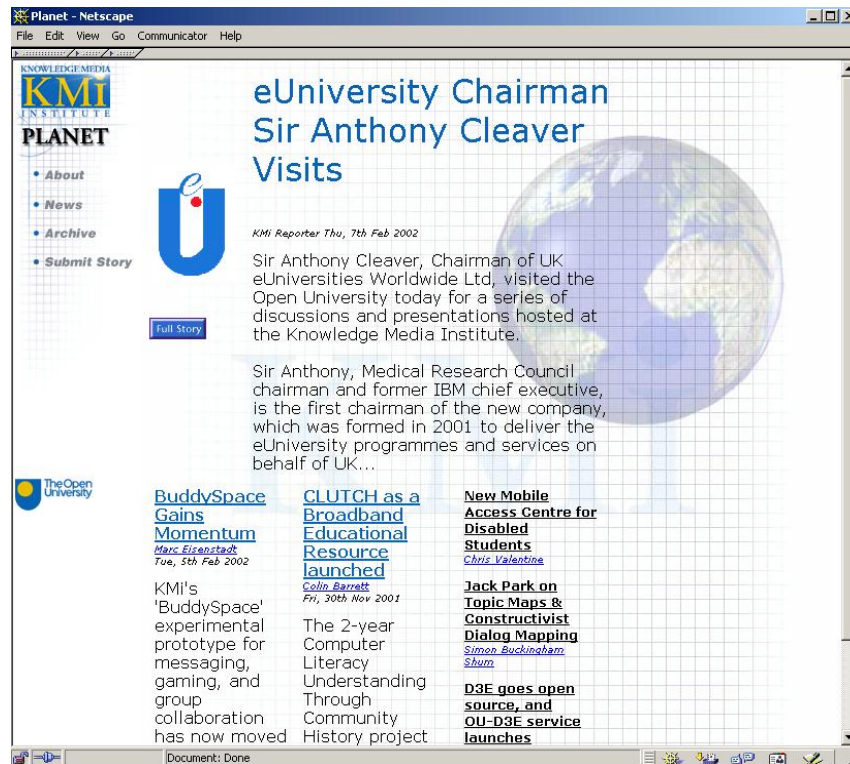 Planet - Netscape
File Edit View Go Communicator Help
KNOWLEDGE MEDIA
KMi
INSTITUTE
PLANET
• About
• News
• Archive
• Submit Story
eUniversity Chairman
Sir Anthony Cleaver
Visits
KMi Reporter Thu, 7th Feb 2002
Sir Anthony Cleaver, Chairman of UK
eUniversities Worldwide Ltd, visited the
Open University today for a series of
discussions and presentations hosted at
the Knowledge Media Institute.
Full Story
Sir Anthony, Medical Research Council
chairman and former IBM chief executive,
is the first chairman of the new company,
which was formed in 2001 to deliver the
eUniversity programmes and services on
behalf of UK...
KMi
The Open
University
BuddySpace
Gains
Momentum
Marc Eisenstadt
Tue, 5th Feb 2002
KMi's
'BuddySpace'
experimental
prototype for
messaging,
gaming, and
group
collaboration
has now moved
CLUTCH as a
Broadband
Educational
Resource
launched
Colin Barrett
Fri, 30th Nov 2001
The 2-year
Computer
Literacy
Understanding
Through
Community
History project
New Mobile
Access Centre for
Disabled
Students
Chris Valentine
Jack Park on
Topic Maps &
Constructivist
Dialog Mapping
Simon Buckingham
Shum
D3E goes open
source, and
OU-D3E service
launches
Document: Done